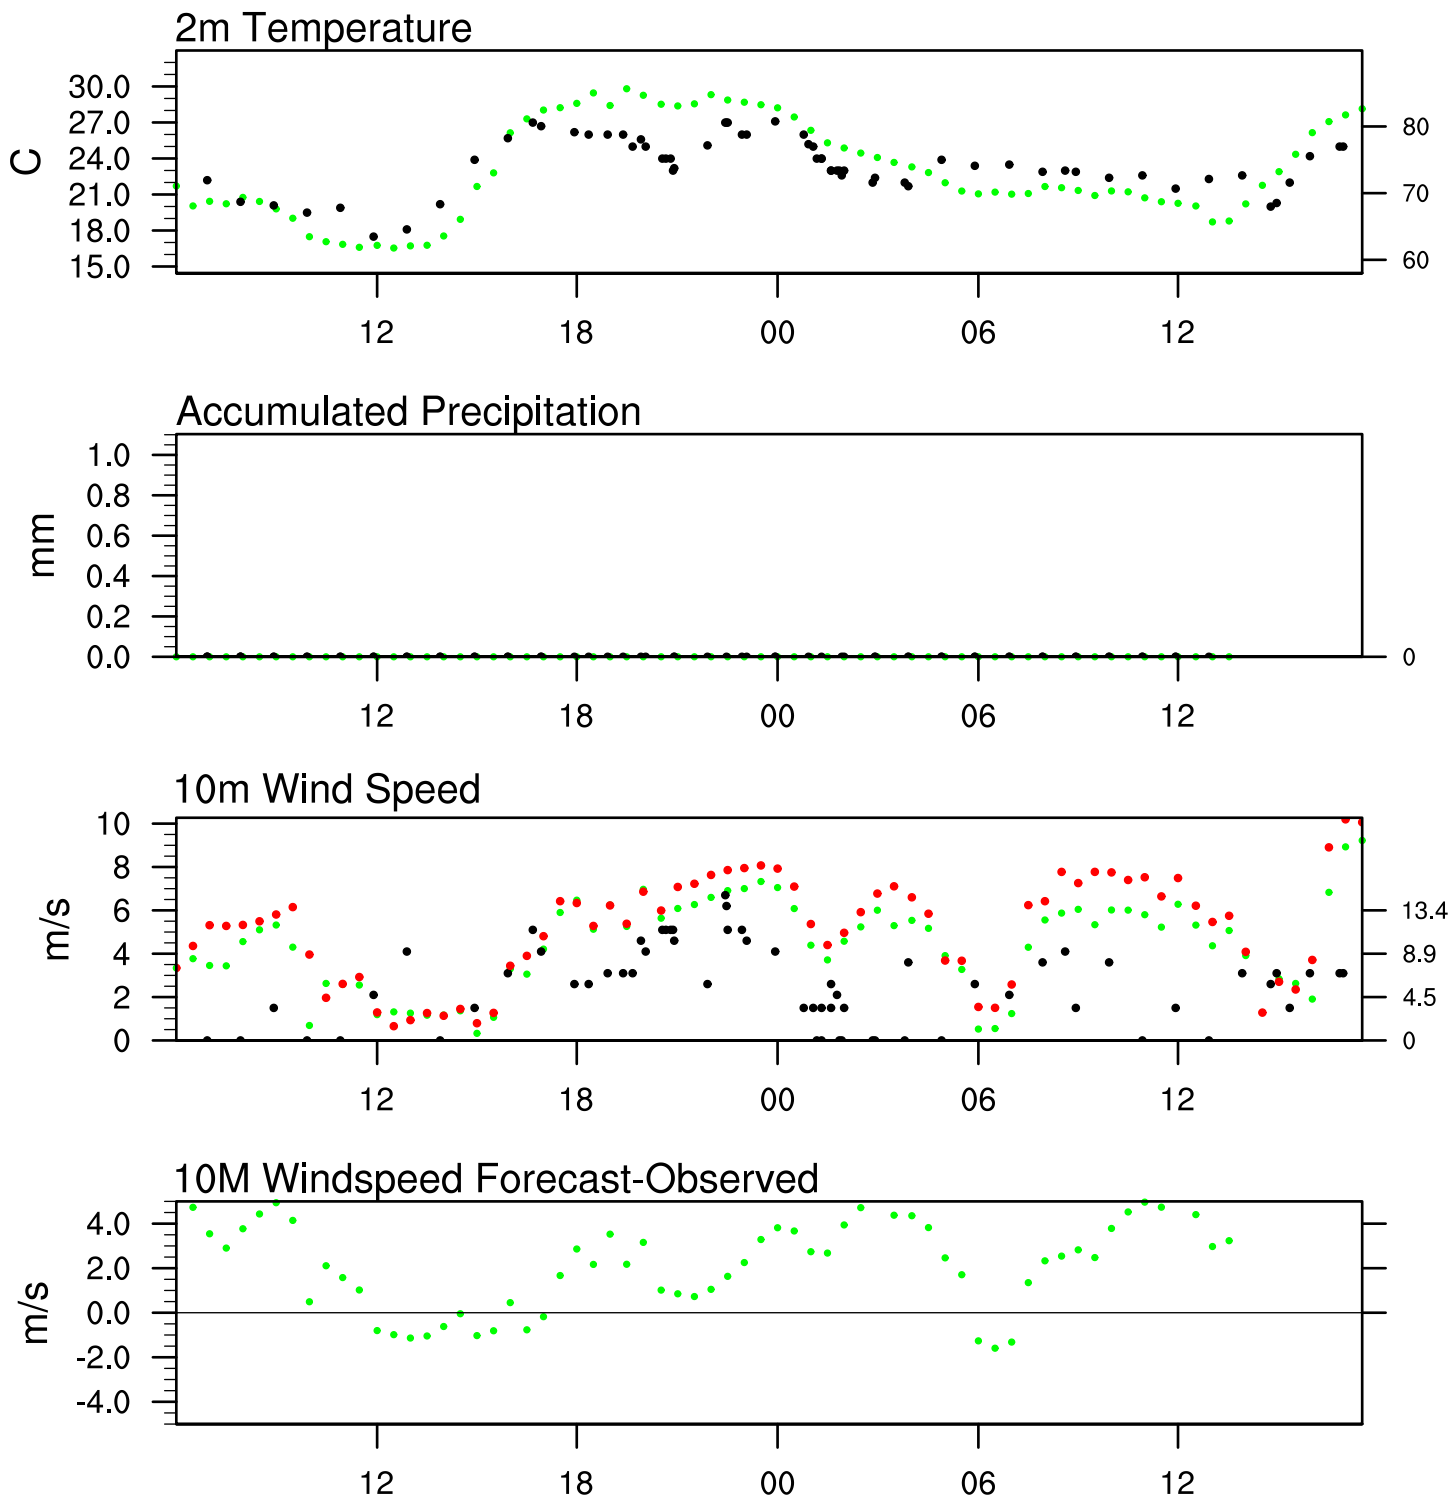 2m Temperature
30.0
27.0
24.0
21.0
18.0
15.0
C
80
70
60
12 18 00 06 12
Accumulated Precipitation
1.0
0.8
0.6
0.4
0.2
0.0
mm
0
12 18 00 06 12
10m Wind Speed
10
8
6
4
2
0
m/s
13.4
8.9
4.5
0
12 18 00 06 12
10M Windspeed Forecast-Observed
4.0
2.0
0.0
-2.0
-4.0
m/s
12 18 00 06 12